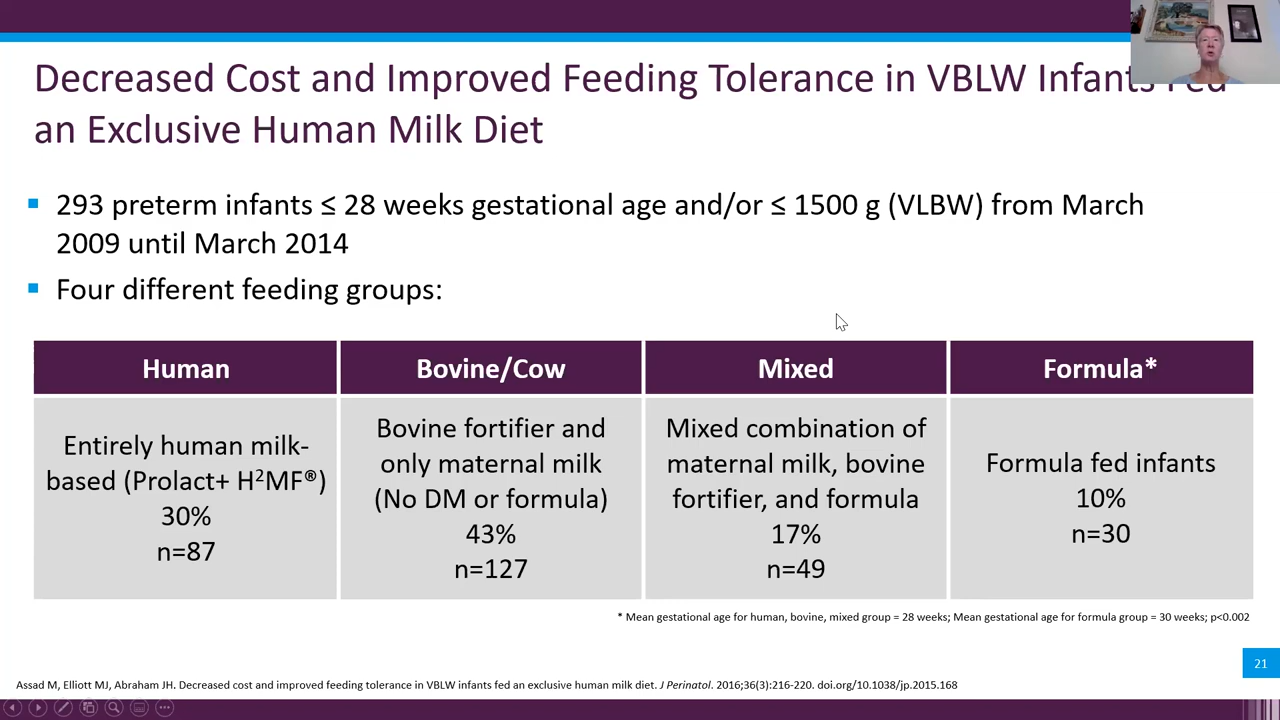 Decreased Cost and Improved Feeding Tolerance in VBLW Infants Fed
an Exclusive Human Milk Diet
▪ 293 preterm infants ≤ 28 weeks gestational age and/or ≤ 1500 g (VLBW) from March
2009 until March 2014
▪ Four different feeding groups:
Human
Entirely human milk-
based (Prolact+ H²MF®)
30%
n=87
Bovine/Cow
Bovine fortifier and
only maternal milk
(No DM or formula)
43%
n=127
Mixed
Mixed combination of
maternal milk, bovine
fortifier, and formula
17%
n=49
Formula*
Formula fed infants
10%
n=30
* Mean gestational age for human, bovine, mixed group = 28 weeks; Mean gestational age for formula group = 30 weeks; p<0.002
21
Assad M, Elliott MJ, Abraham JH. Decreased cost and improved feeding tolerance in VBLW infants fed an exclusive human milk diet. J Perinatol. 2016;36(3):216-220. doi.org/10.1038/jp.2015.168